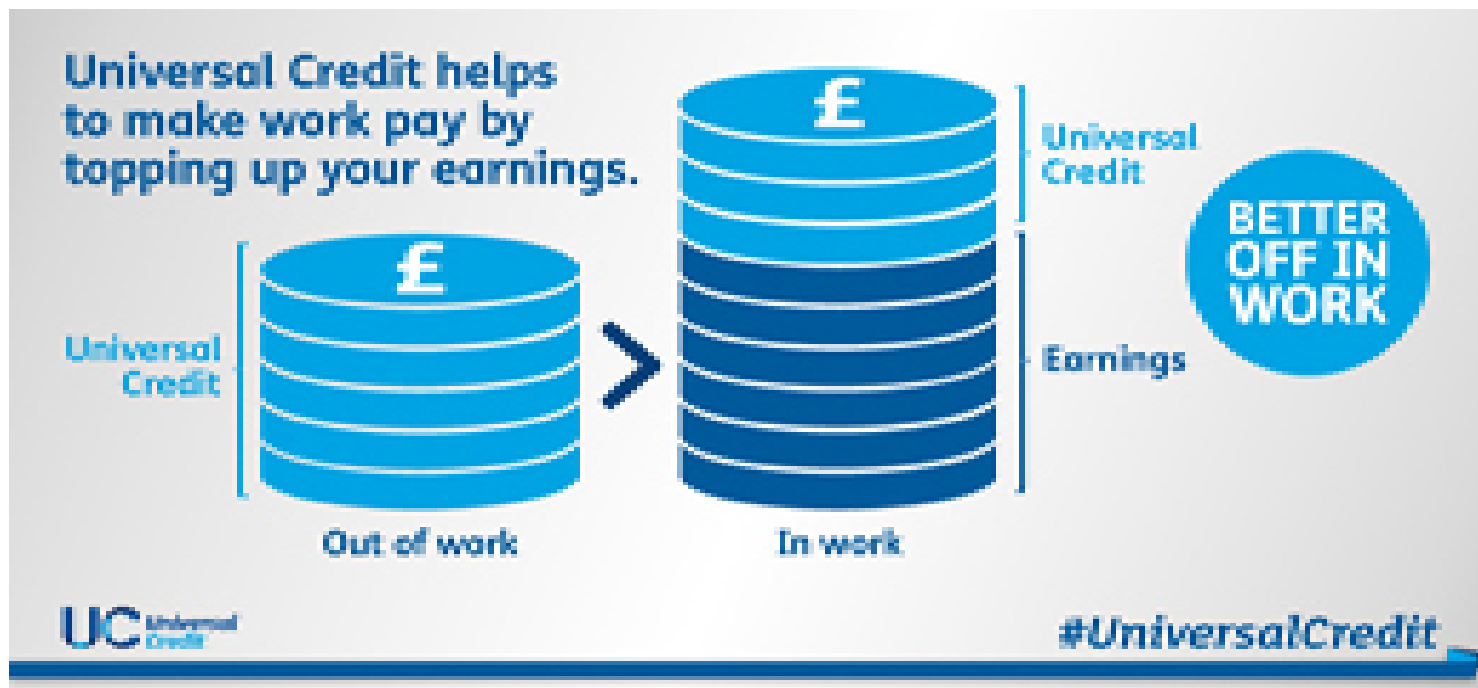 Universal Credit helps
to make work pay by
topping up your earnings.
£
Universal
Credit
Out of work
>
£
In work
Universal
Credit
Earnings
BETTER
OFF IN
WORK
UC Universal
Credit
#UniversalCredit